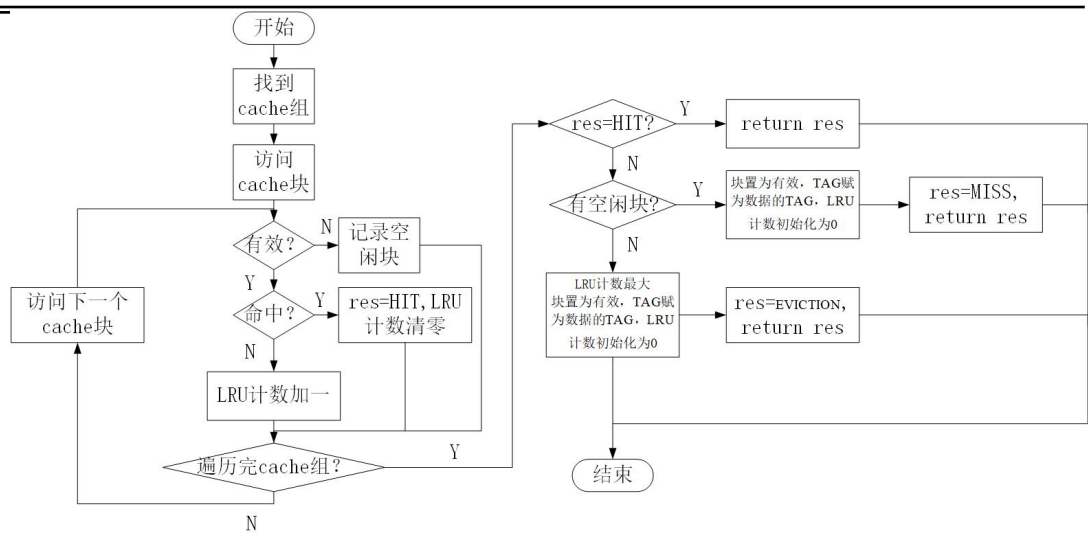 开始
找到
cache组
访问
cache块
有效?
N
记录空
闲块
Y
命中?
Y
res=HIT,LRU
计数清零
N
LRU计数加一
遍历完cache组?
Y
N
访问下一个
cache块
res=HIT?
Y
return res
N
有空闲块?
Y
块置为有效，TAG赋
为数据的TAG，LRU
计数初始化为0
res=MISS,
return res
N
LRU计数最大
块置为有效，TAG赋
为数据的TAG，LRU
计数初始化为0
res=EVICTION,
return res
结束